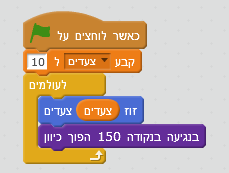 כאשר לוחצים על
קבע צעדים ל 10
לעולמים
זוז צעדים צעדים
בנגיעה בנקודה 150 הפוך כיוון